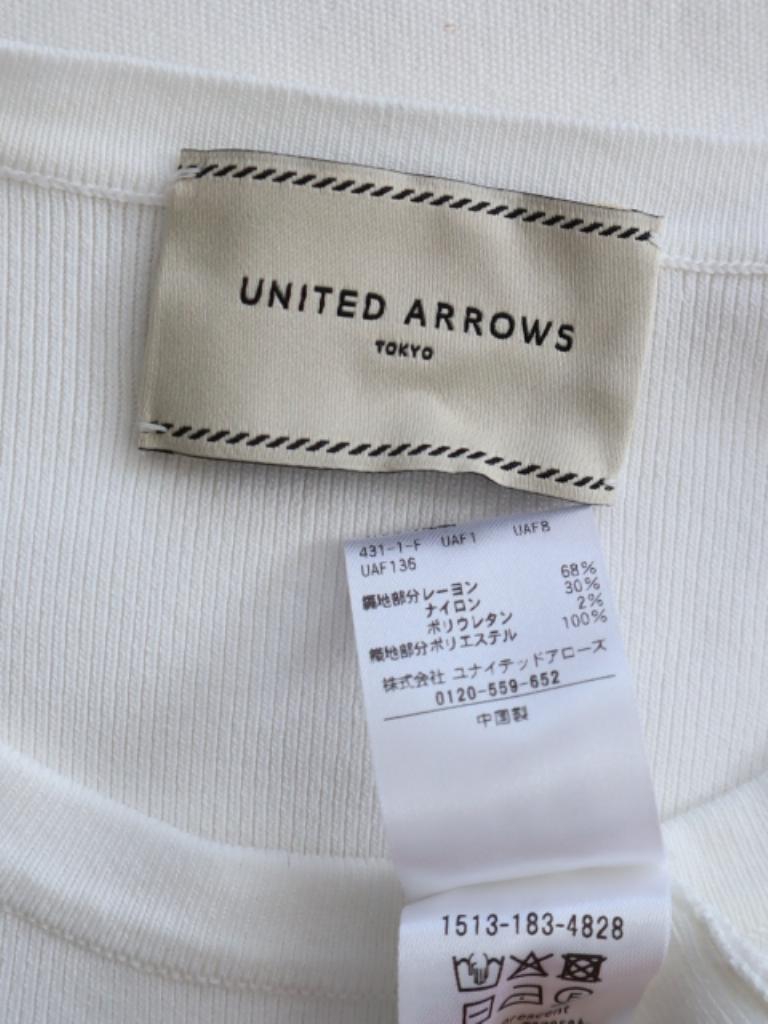 UNITED ARROWS
TOKYO
431-1-F UAF1 UAF8
UAF136
編地部分レーヨン 68%
ナイロン 30%
ポリウレタン 2%
織地部分ポリエステル 100%
株式会社 ユナイテッドアローズ
0120-559-652
中国製
1513-183-4828